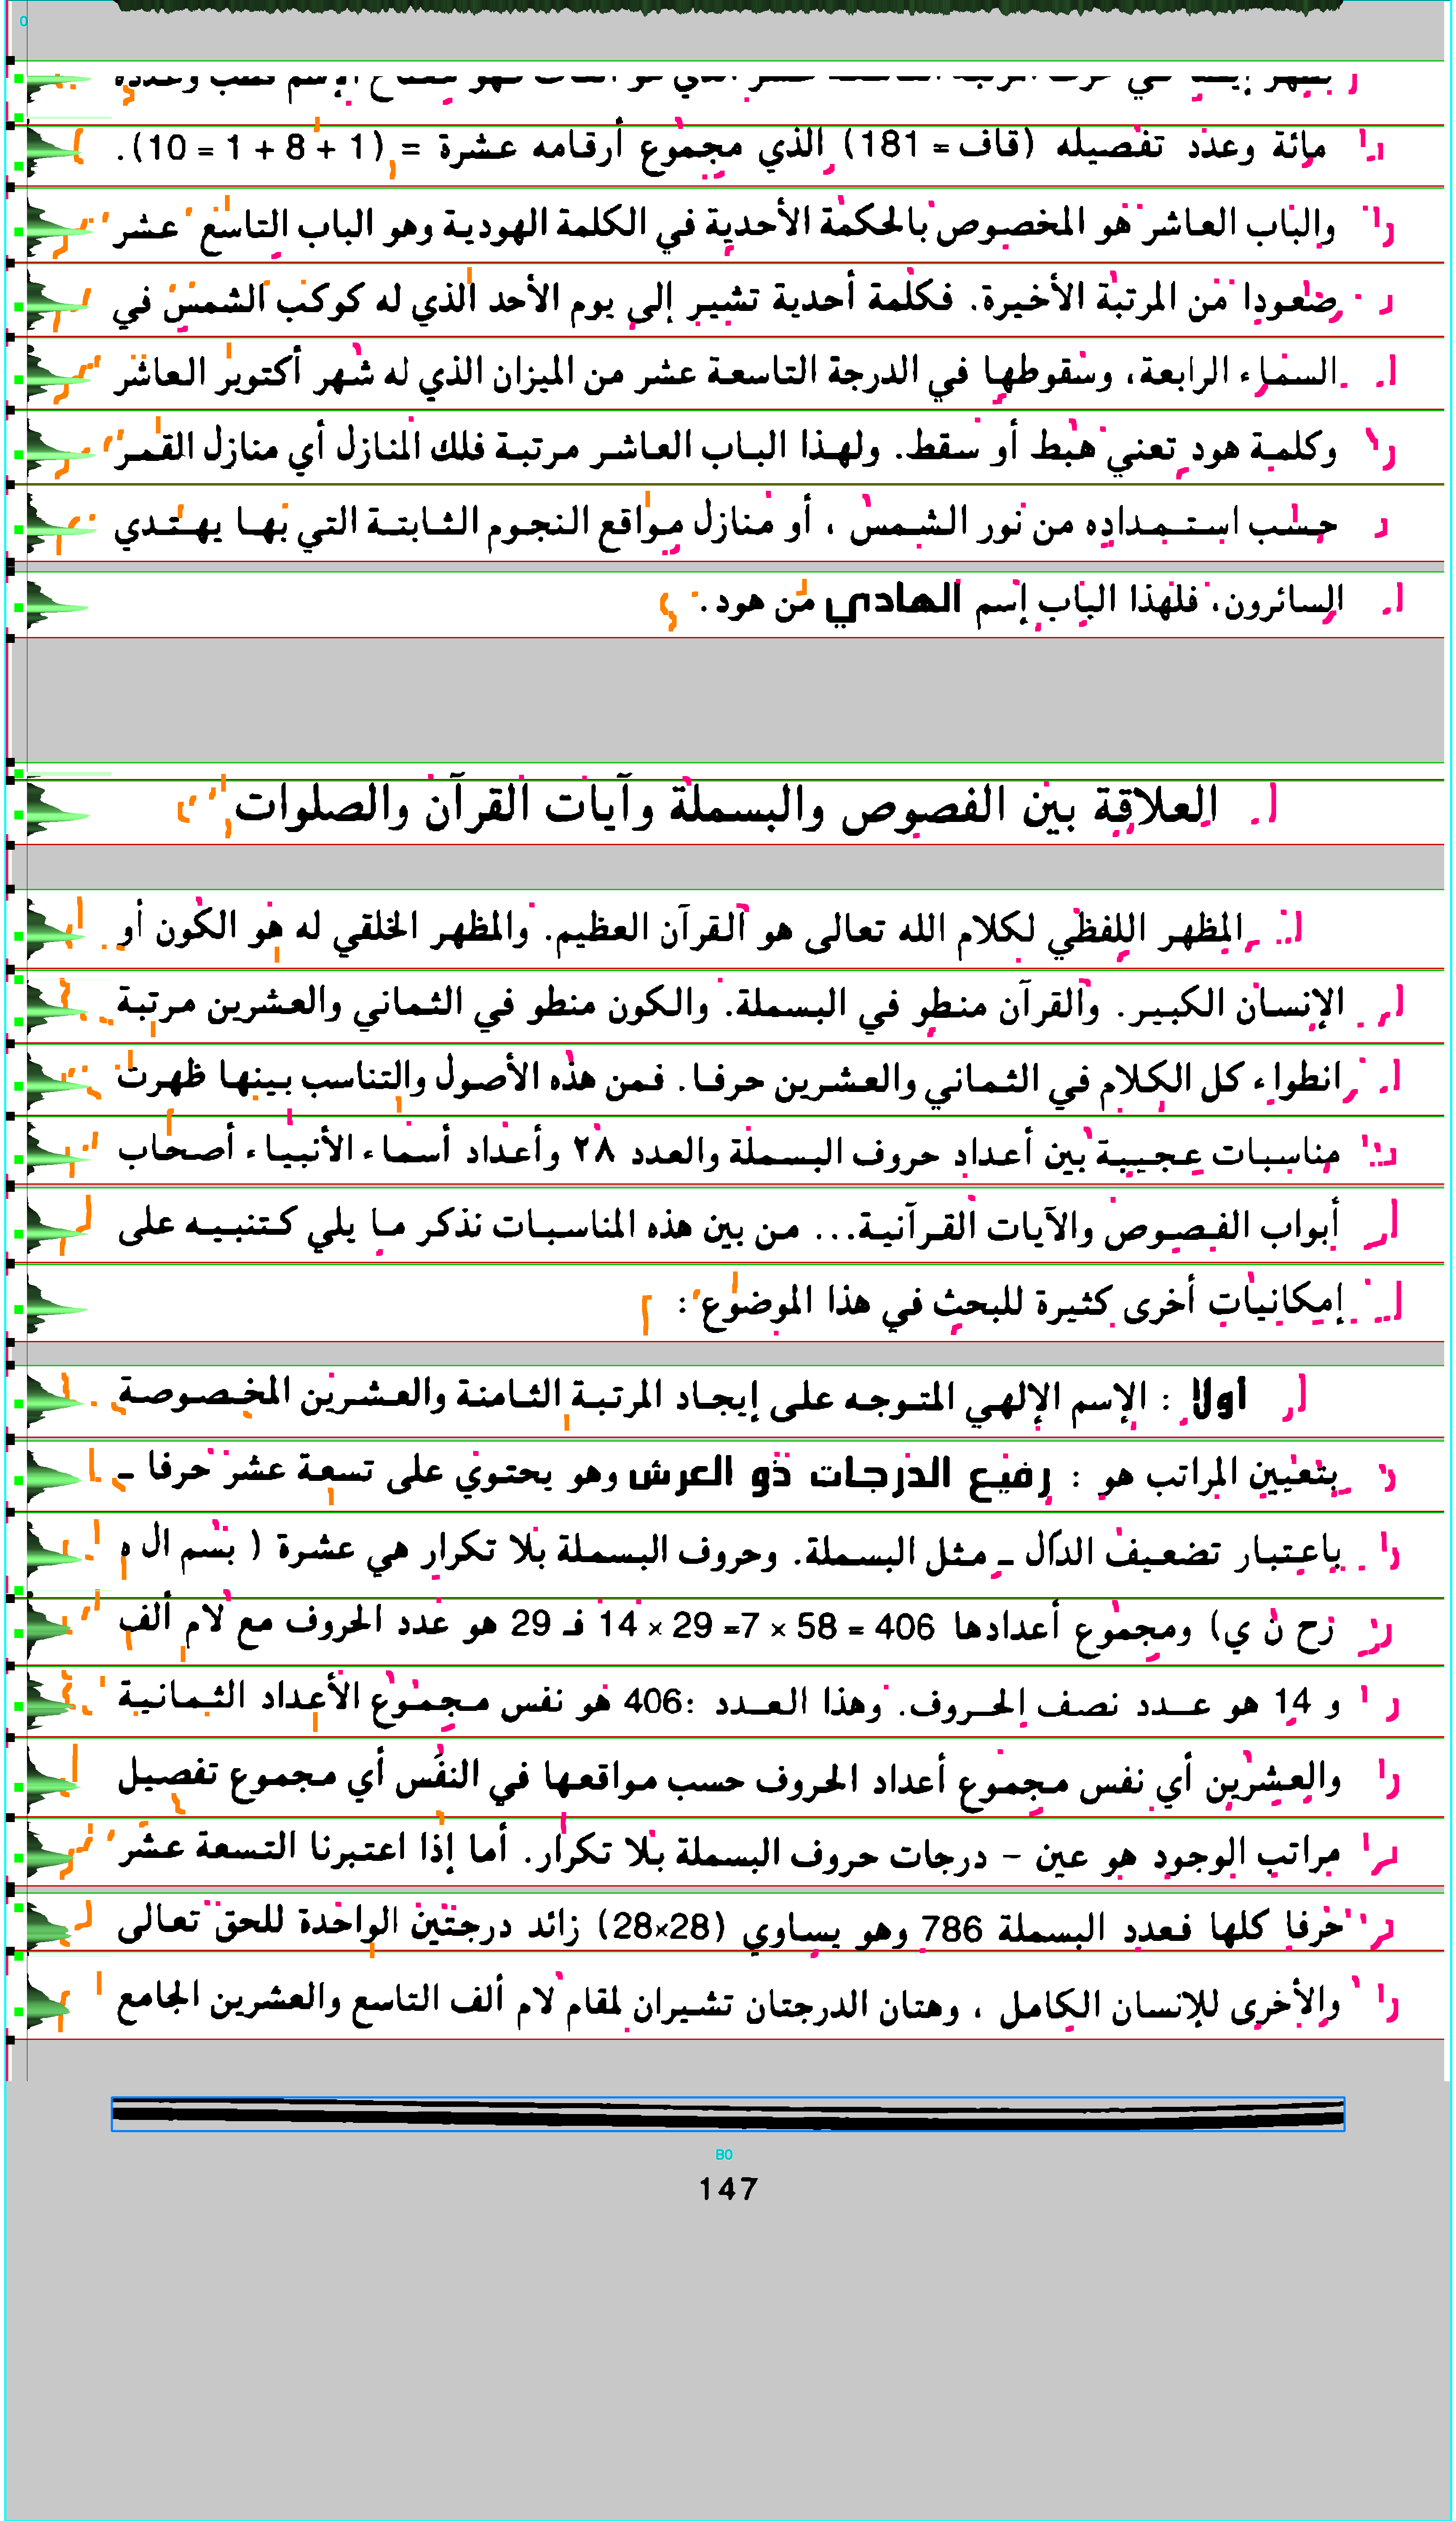 مائة وعدد تفصيله (قاف = 181) الذي مجموع أرقامه عشرة = (1 + 8 + 1 = 10).
والباب العاشر هو المخصوص بالحكمة الأحدية في الكلمة الهودية وهو الباب التاسع عشر
صعودا من المرتبة الأخيرة. فكلمة أحدية تشير إلى يوم الأحد الذي له كوكب الشمس في
السماء الرابعة، وسقوطها في الدرجة التاسعة عشر من الميزان الذي له شهر أكتوبر العاشر
وكلمة هود تعني هبط أو سقط. ولهذا الباب العاشر مرتبة فلك المنازل أي منازل القمر
حسب استمداده من نور الشمس ، أو منازل مواقع النجوم الثابتة التي بها يهتدي
السائرون، فلهذا الباب إسم الهادي من هود.
العلاقة بين الفصوص والبسملة وآيات القرآن والصلوات
المظهر اللفظي لكلام الله تعالى هو القرآن العظيم. والمظهر الخلقي له هو الكون أو
الإنسان الكبير. والقرآن منطو في البسملة. والكون منطو في الثماني والعشرين مرتبة
انطواء كل الكلام في الثماني والعشرين حرفا. فمن هذه الأصول والتناسب بينها ظهرت
مناسبات عجيبة بين أعداد حروف البسملة والعدد ٢٨ وأعداد أسماء الأنبياء أصحاب
أبواب الفصوص والآيات القرآنية... من بين هذه المناسبات نذكر ما يلي كتنبيه على
إمكانيات أخرى كثيرة للبحث في هذا الموضوع :
أولا : الإسم الإلهي المتوجه على إيجاد المرتبة الثامنة والعشرين المخصوصة
بتعيين المراتب هو : رفيع الدرجات ذو العرش وهو يحتوي على تسعة عشر حرفا ـ
باعتبار تضعيف الدال ـ مثل البسملة. وحروف البسملة بلا تكرار هي عشرة ( بسم ال ه
رح ن ي) ومجموع أعدادها 406 = 58 × 7= 29 × 14 فـ 29 هو عدد الحروف مع لام ألف
و 14 هو عدد نصف الحروف. وهذا العدد :406 هو نفس مجموع الأعداد الثمانية
والعشرين أي نفس مجموع أعداد الحروف حسب مواقعها في النفس أي مجموع تفصيل
مراتب الوجود هو عين - درجات حروف البسملة بلا تكرار. أما إذا اعتبرنا التسعة عشر
حرفا كلها فعدد البسملة 786 وهو يساوي (28×28) زائد درجتين الواحدة للحق تعالى
والأخرى للإنسان الكامل ، وهتان الدرجتان تشيران لمقام لام ألف التاسع والعشرين الجامع
147